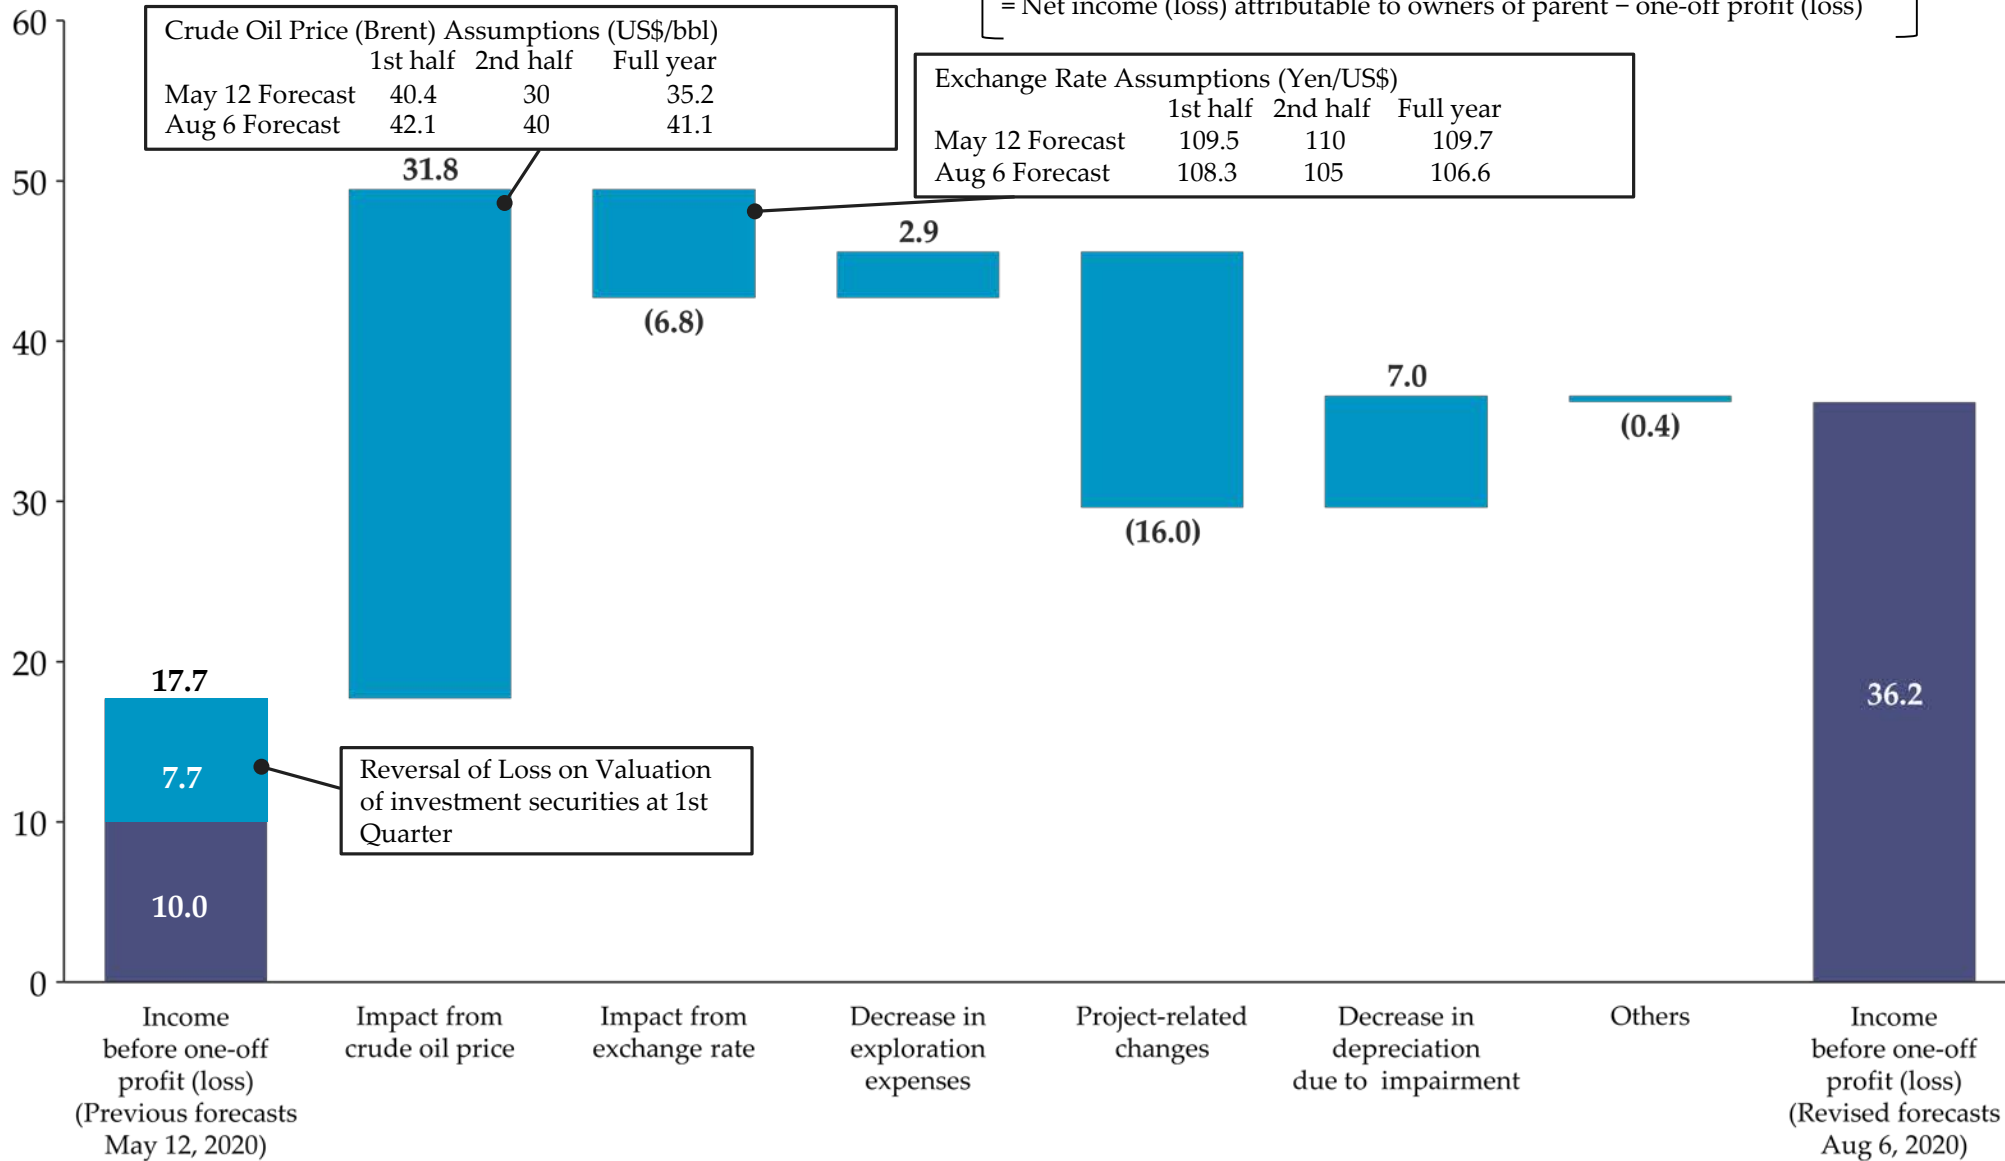 = Net income (loss) attributable to owners of parent – one-off profit (loss)
Crude Oil Price (Brent) Assumptions (US$/bbl)
1st half 2nd half Full year
May 12 Forecast 40.4 30 35.2
Aug 6 Forecast 42.1 40 41.1
Exchange Rate Assumptions (Yen/US$)
1st half 2nd half Full year
May 12 Forecast 109.5 110 109.7
Aug 6 Forecast 108.3 105 106.6
60
50
40
30
20
10
0
17.7
7.7
10.0
Reversal of Loss on Valuation
of investment securities at 1st
Quarter
31.8
(6.8)
2.9
(16.0)
7.0
(0.4)
36.2
Income
before one-off
profit (loss)
(Previous forecasts
May 12, 2020)
Impact from
crude oil price
Impact from
exchange rate
Decrease in
exploration
expenses
Project-related
changes
Decrease in
depreciation
due to impairment
Others
Income
before one-off
profit (loss)
(Revised forecasts
Aug 6, 2020)